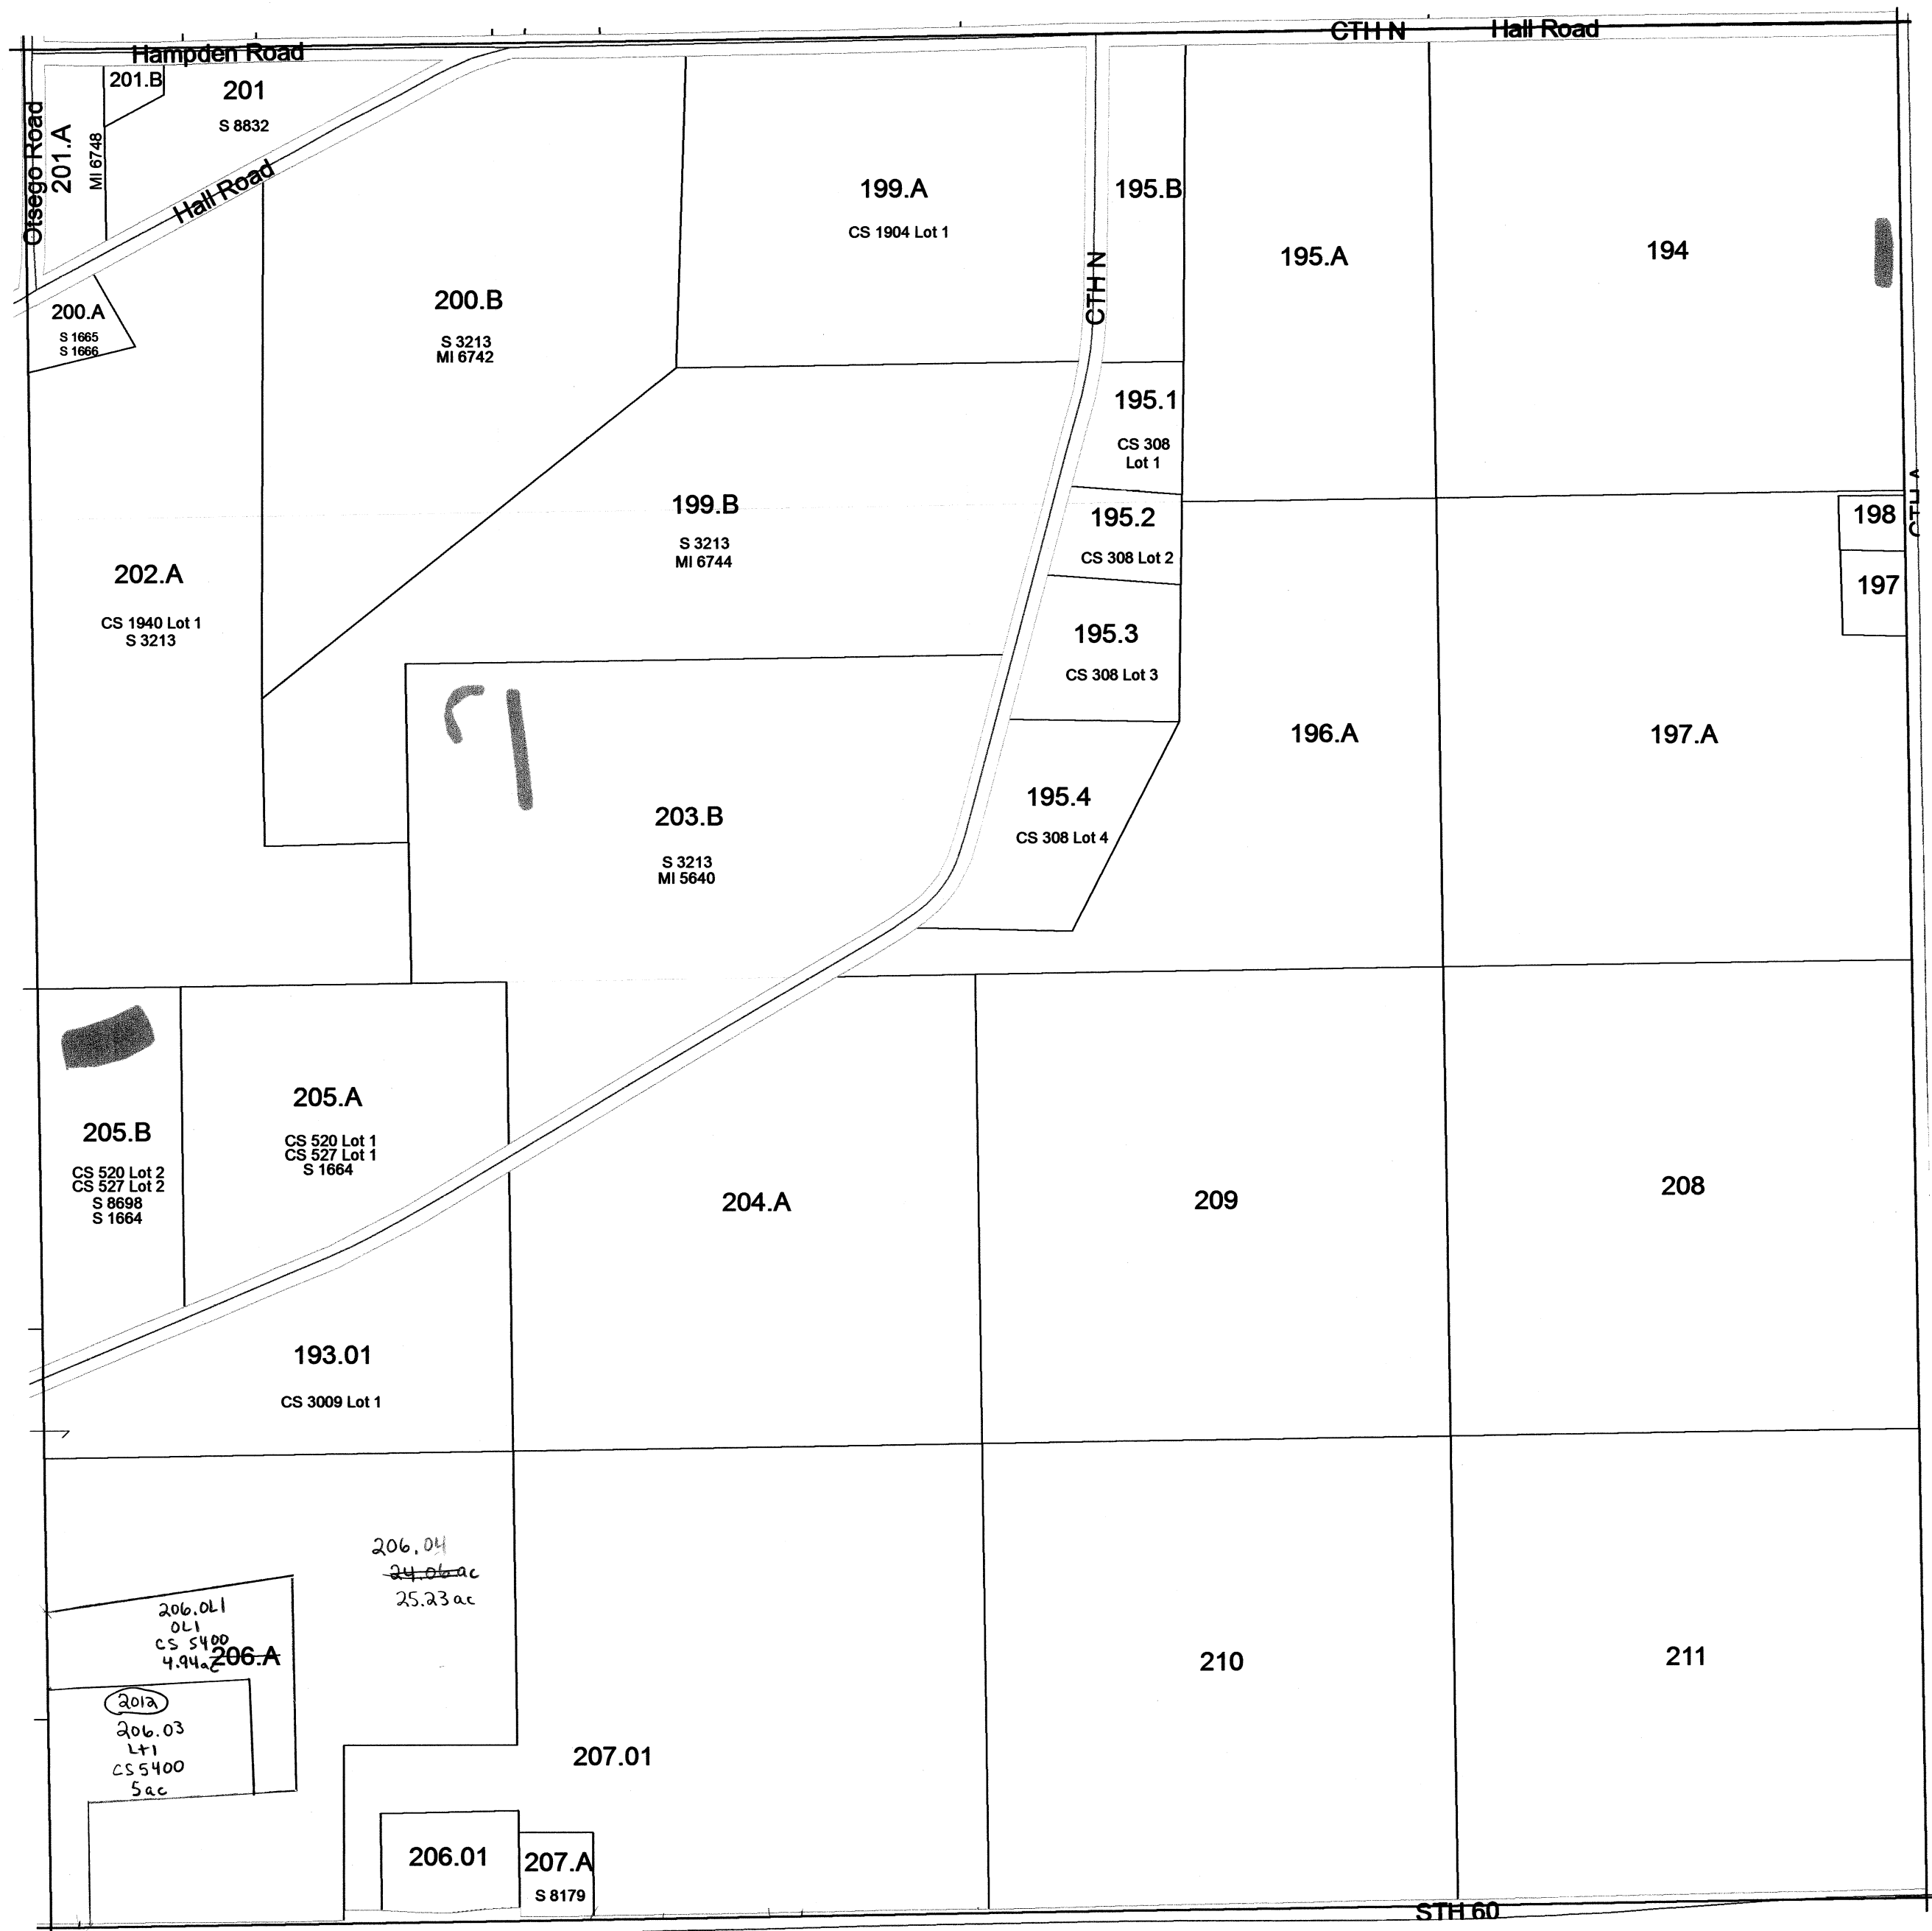 CTH N
Hall Road
Hampden Road
201.B
201
S 8832
Otsego Road
201.A
MI 6748
Hall Road
199.A
CS 1904 Lot 1
195.B
CTH N
195.A
194
200.A
S 1665
S 1666
200.B
S 3213
MI 6742
195.1
CS 308
Lot 1
199.B
S 3213
MI 6744
195.2
CS 308 Lot 2
198
CTH A
197
202.A
CS 1940 Lot 1
S 3213
195.3
CS 308 Lot 3
196.A
197.A
203.B
S 3213
MI 5640
195.4
CS 308 Lot 4
205.A
CS 520 Lot 1
CS 527 Lot 1
S 1664
205.B
CS 520 Lot 2
CS 527 Lot 2
S 8698
S 1664
204.A
209
208
193.01
CS 3009 Lot 1
206.04
24.06 ac
25.23 ac
206.OL1
OL1
CS 5400
4.94ac
206.A
2012
206.03
Lt1
CS5400
5ac
207.01
210
211
206.01
207.A
S 8179
STH 60